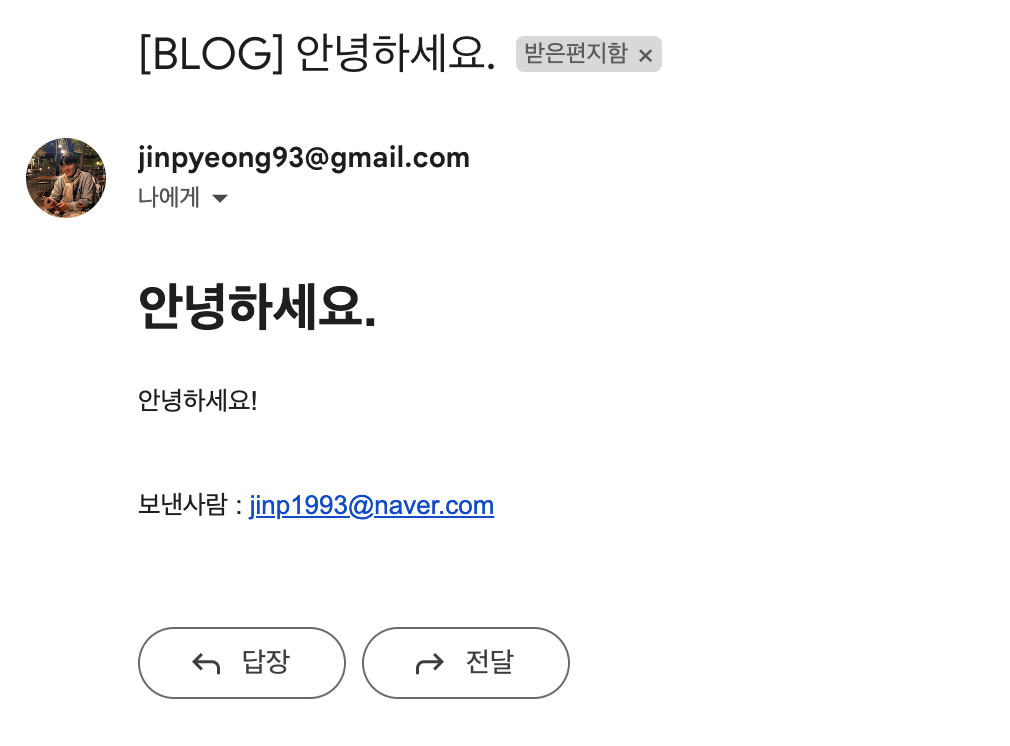 [BLOG] 안녕하세요. 받은편지함 ×
jinpyeong93@gmail.com
나에게
안녕하세요.
안녕하세요!
보낸사람 : jinp1993@naver.com
답장 전달